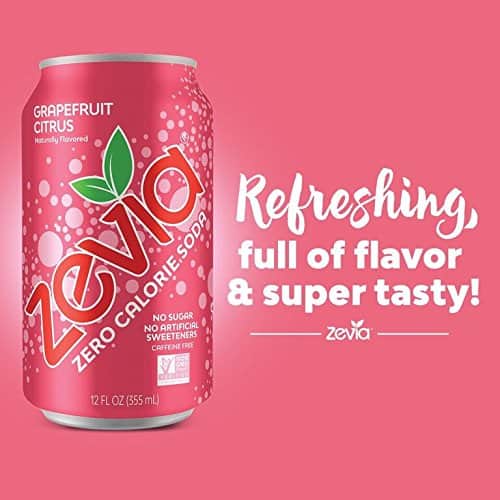 GRAPEFRUIT
CITRUS
Naturally Flavored
zevia
ZERO CALORIE SODA
NO SUGAR
NO ARTIFICIAL
SWEETENERS
CAFFEINE FREE
12 FL OZ (355 mL)
Refreshing,
full of flavor
& super tasty!
zevia